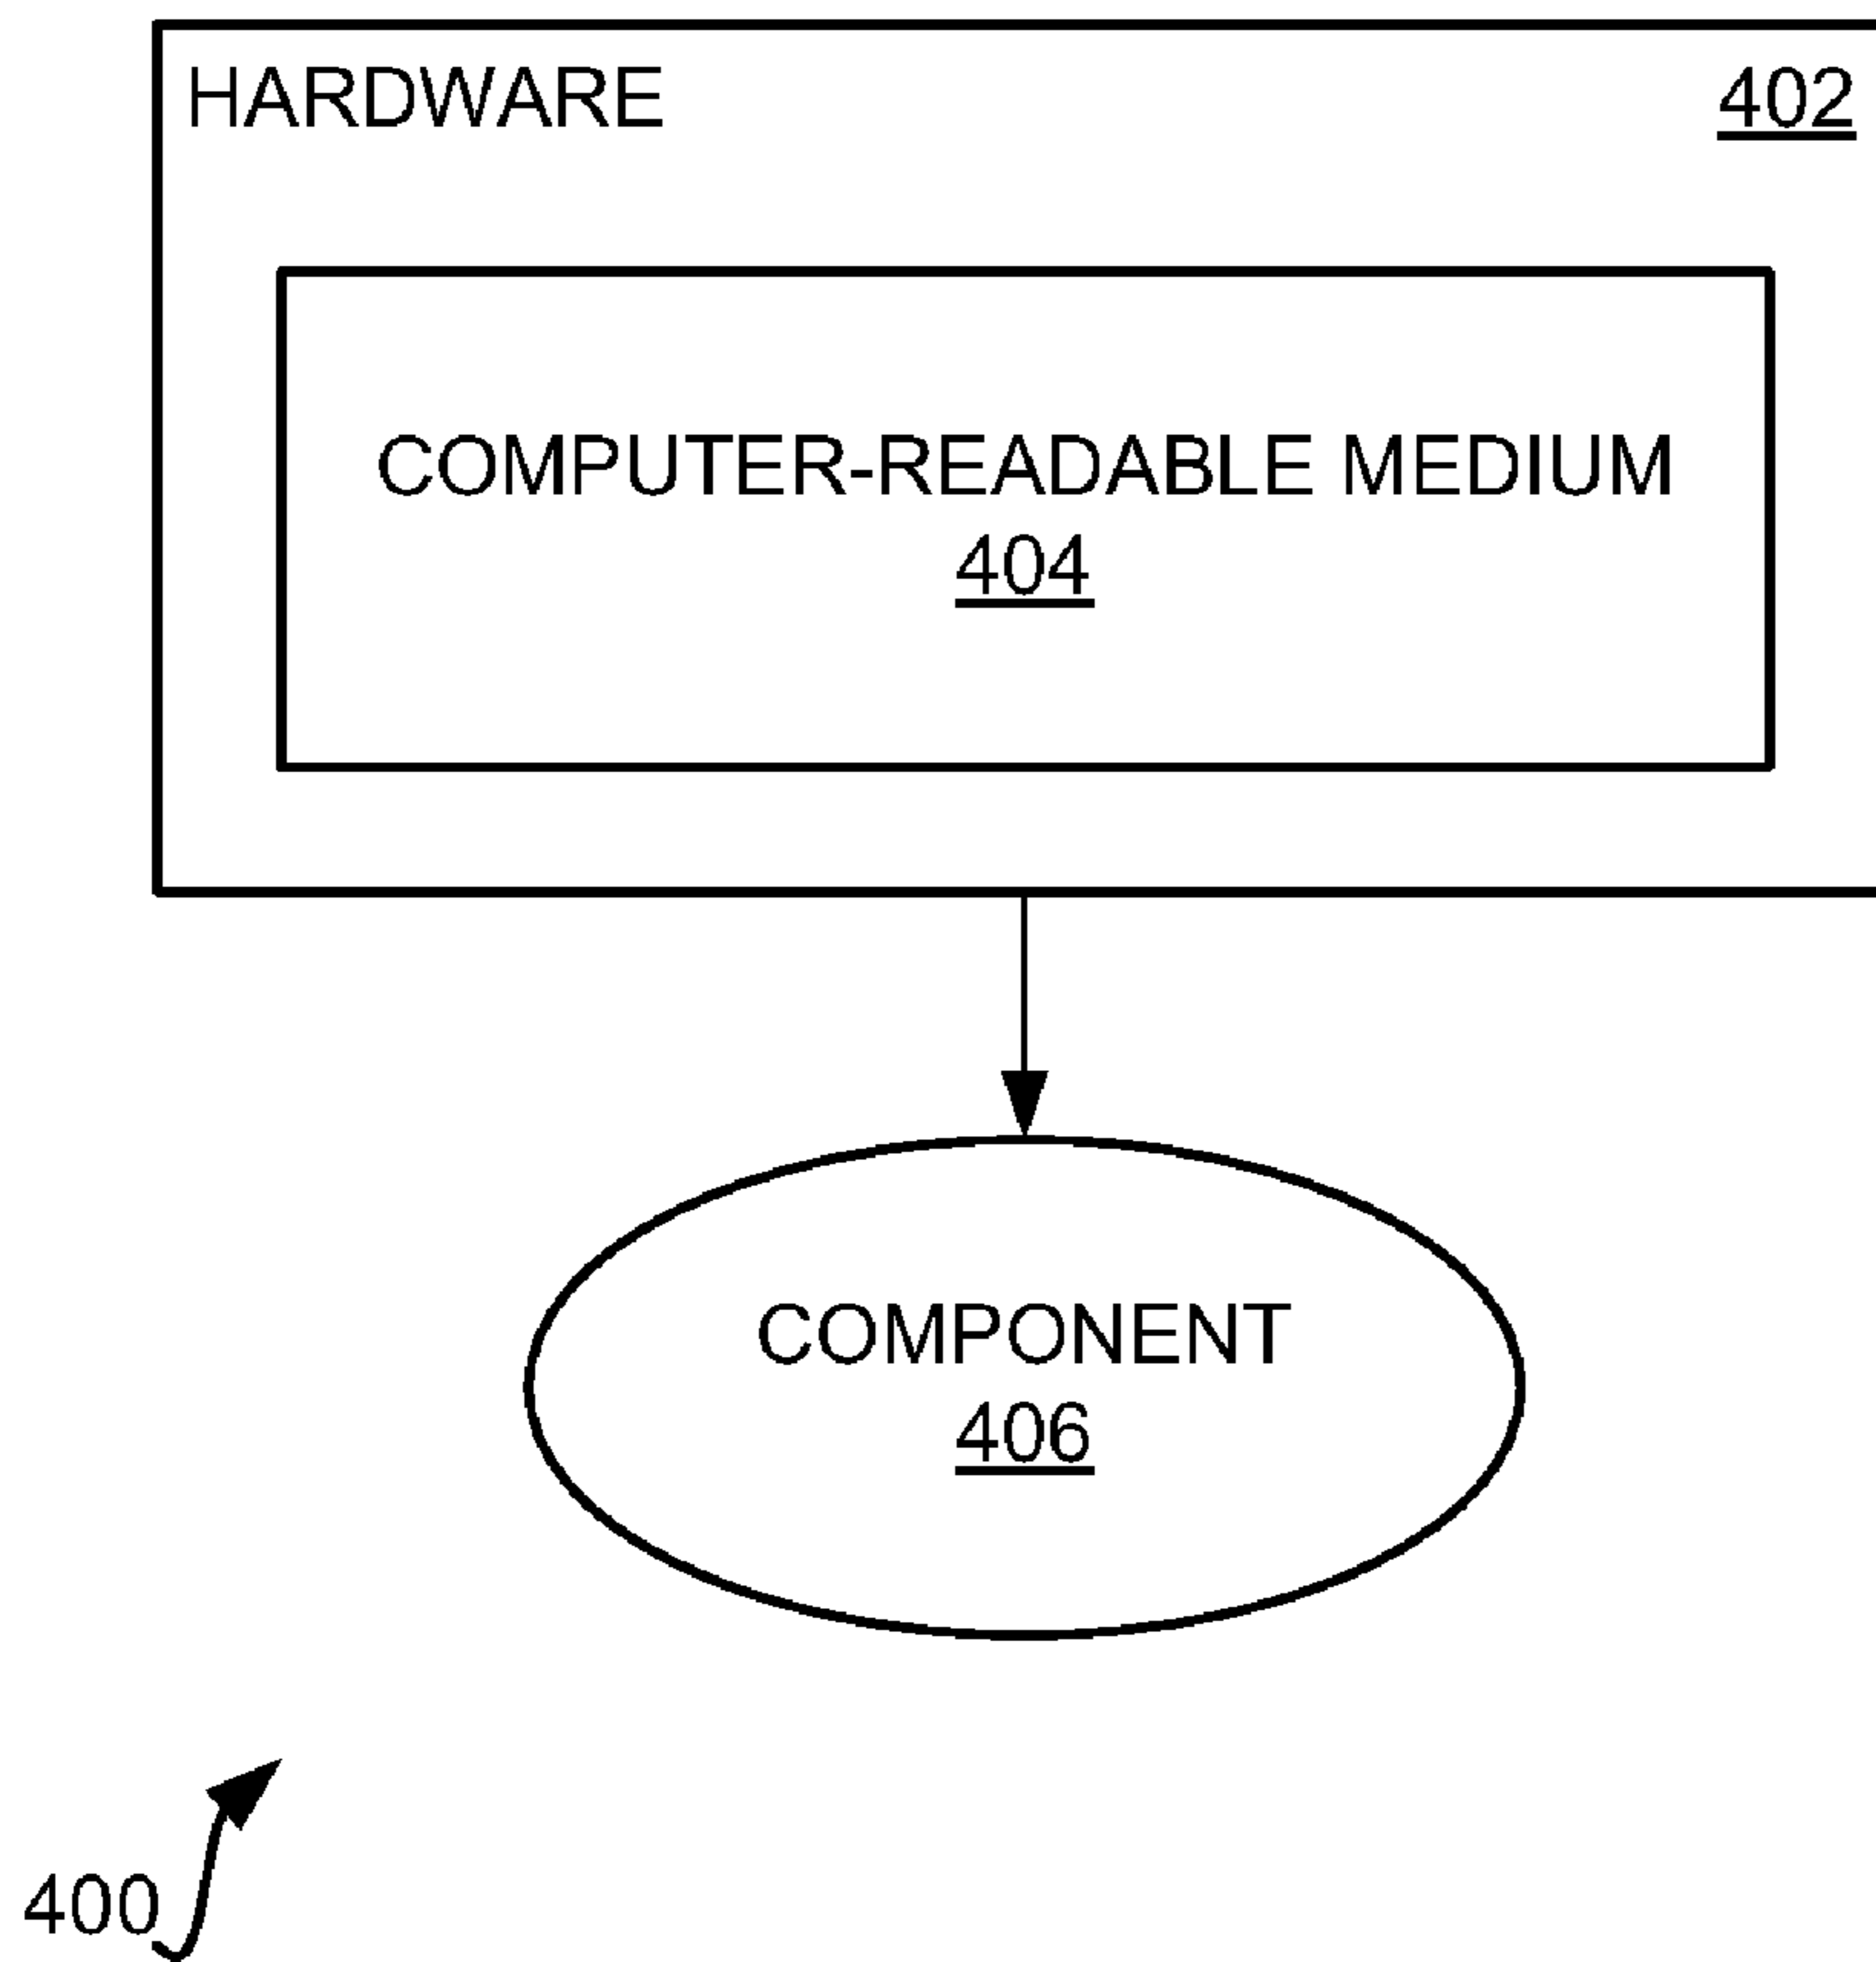 HARDWARE 402
COMPUTER-READABLE MEDIUM
404
COMPONENT
406
400